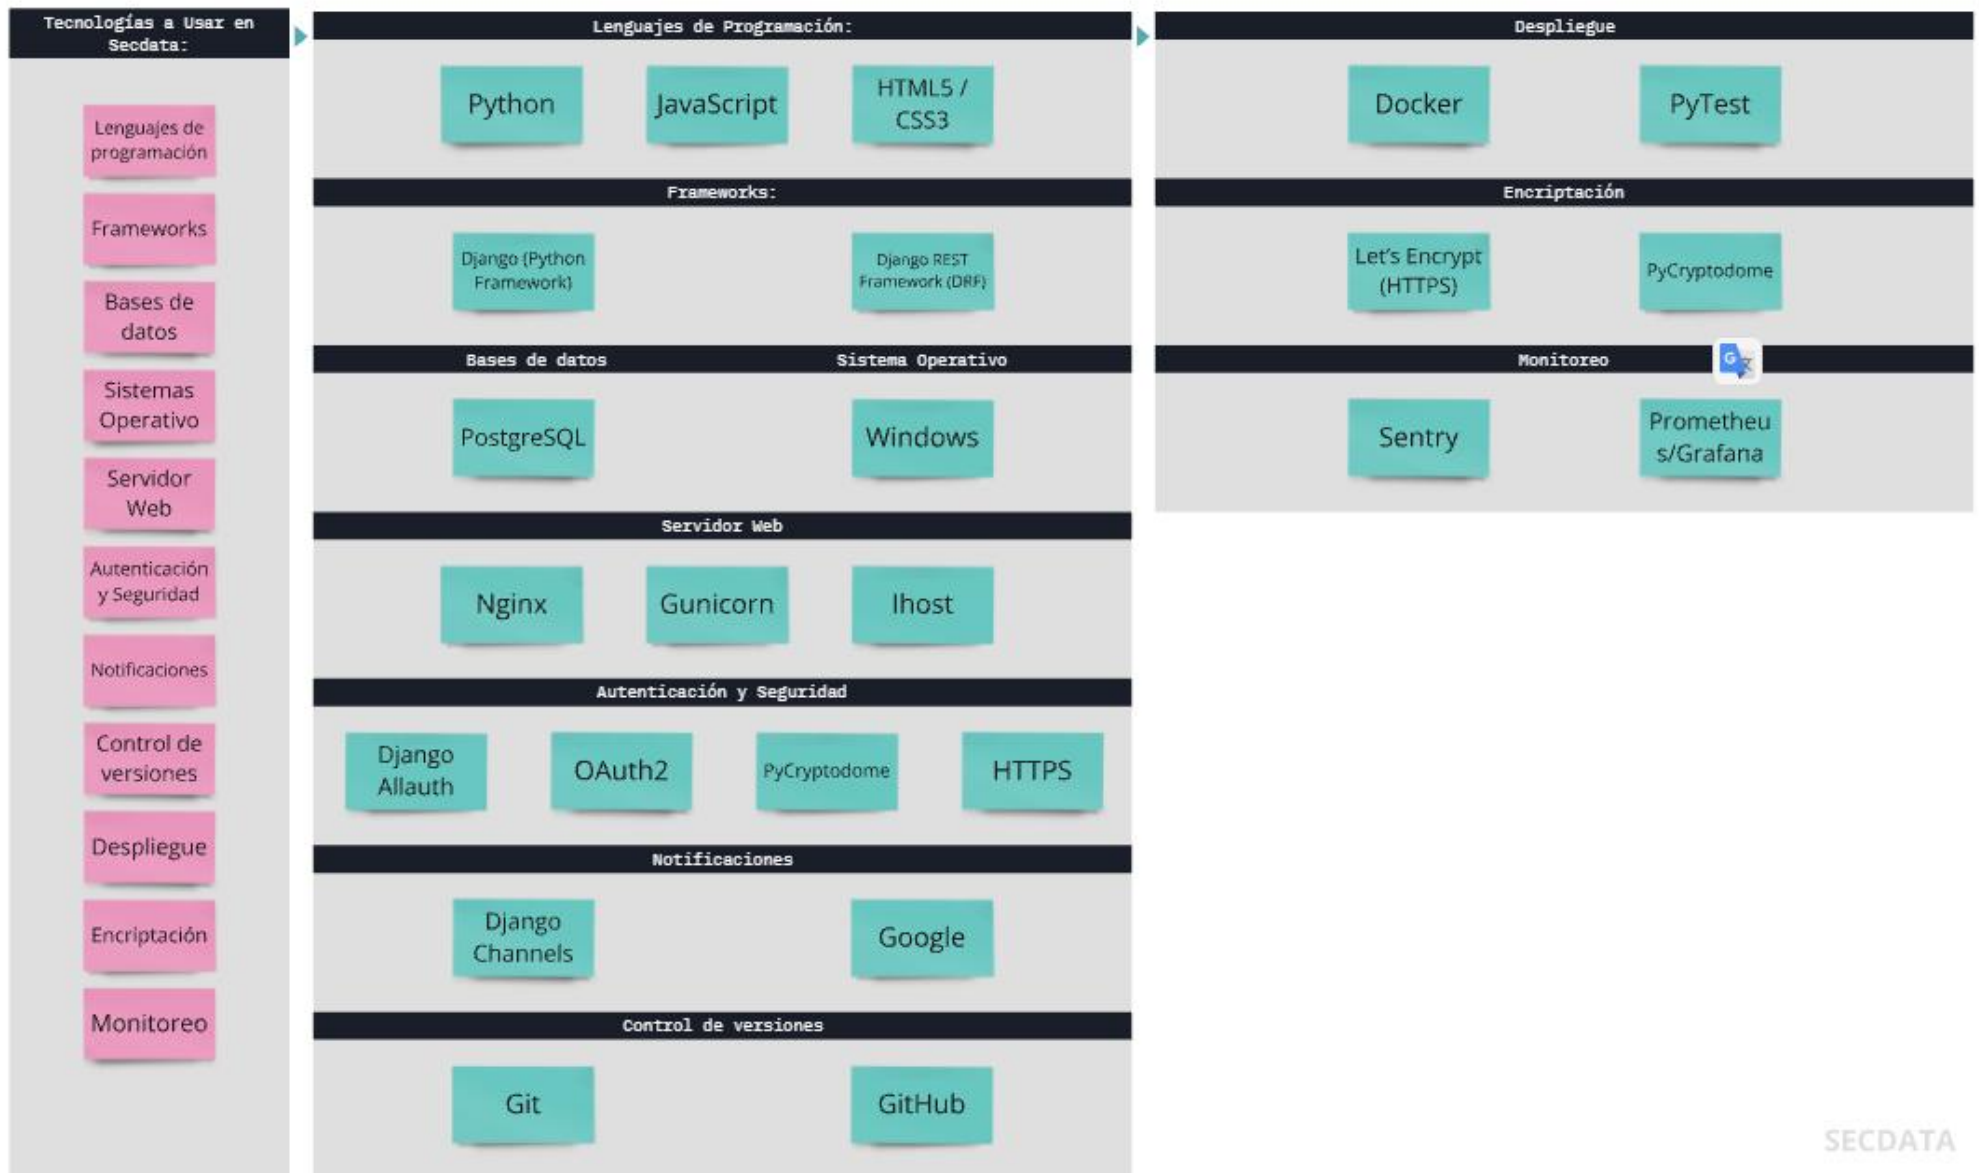 Tecnologías a Usar en
Secdata:
Lenguajes de
programación
Frameworks
Bases de
datos
Sistemas
Operativo
Servidor
Web
Autenticación
y Seguridad
Notificaciones
Control de
versiones
Despliegue
Encriptación
Monitoreo
Lenguajes de Programación:
Python
JavaScript
HTML5 /
CSS3
Frameworks:
Django (Python
Framework)
Django REST
Framework (DRF)
Bases de datos
Sistema Operativo
PostgreSQL
Windows
Servidor Web
Nginx
Gunicorn
Ihost
Autenticación y Seguridad
Django
Allauth
OAuth2
PyCryptodome
HTTPS
Notificaciones
Django
Channels
Google
Control de versiones
Git
GitHub
Despliegue
Docker
PyTest
Encriptación
Let's Encrypt
(HTTPS)
PyCryptodome
Monitoreo
Sentry
Prometheu
s/Grafana
SECDATA